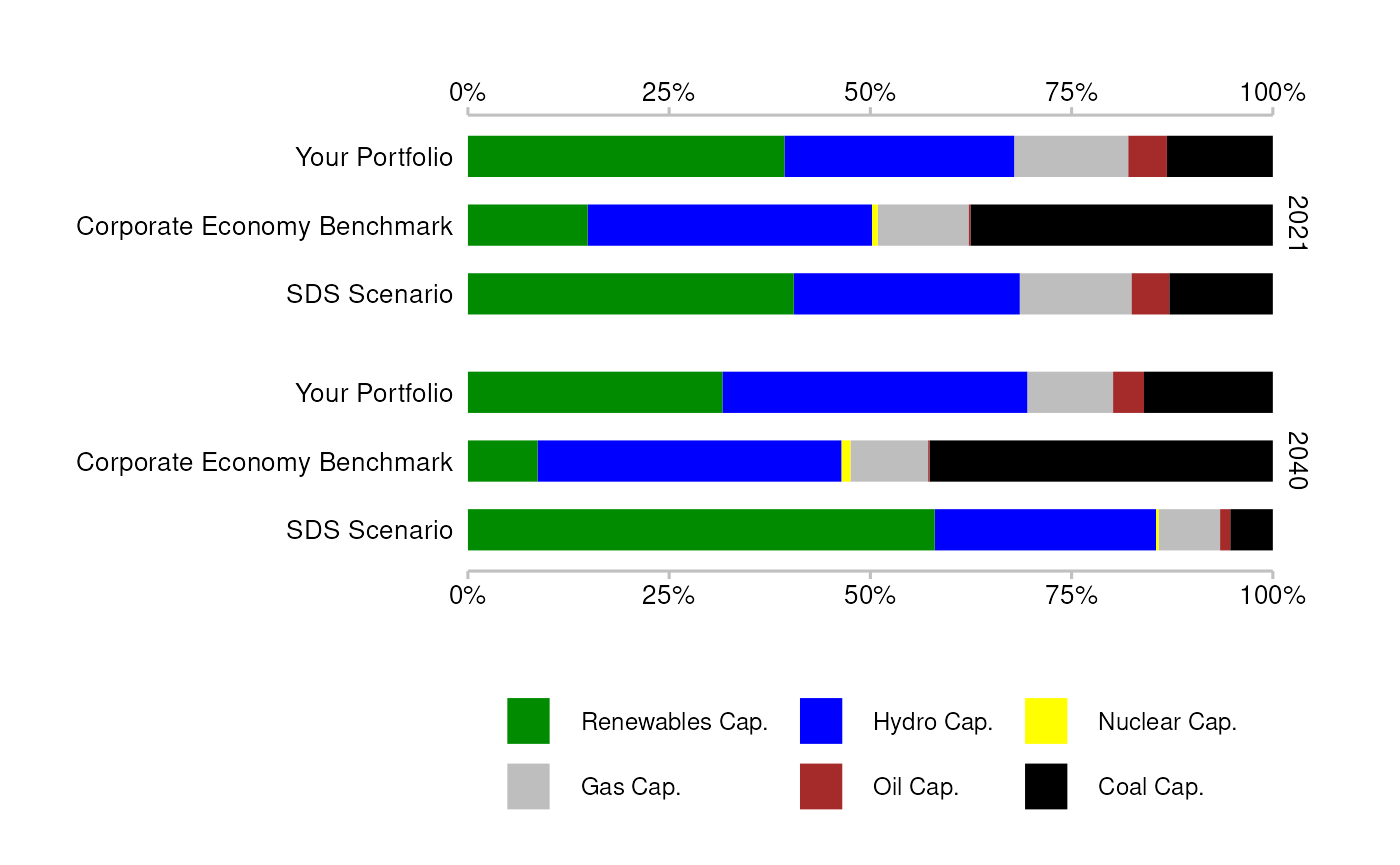 0% 25% 50% 75% 100%
Your Portfolio
Corporate Economy Benchmark
2021
SDS Scenario
Your Portfolio
Corporate Economy Benchmark
2040
SDS Scenario
0% 25% 50% 75% 100%
Renewables Cap. Hydro Cap. Nuclear Cap.
Gas Cap. Oil Cap. Coal Cap.